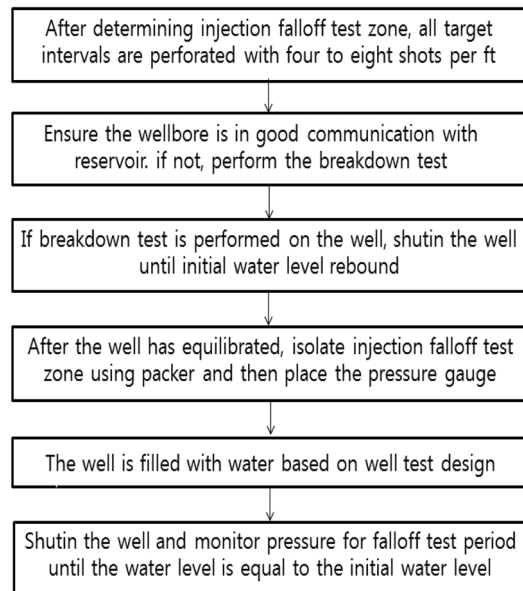 After determining injection falloff test zone, all target
intervals are perforated with four to eight shots per ft
Ensure the wellbore is in good communication with
reservoir. if not, perform the breakdown test
If breakdown test is performed on the well, shutin the well
until initial water level rebound
After the well has equilibrated, isolate injection falloff test
zone using packer and then place the pressure gauge
The well is filled with water based on well test design
Shutin the well and monitor pressure for falloff test period
until the water level is equal to the initial water level